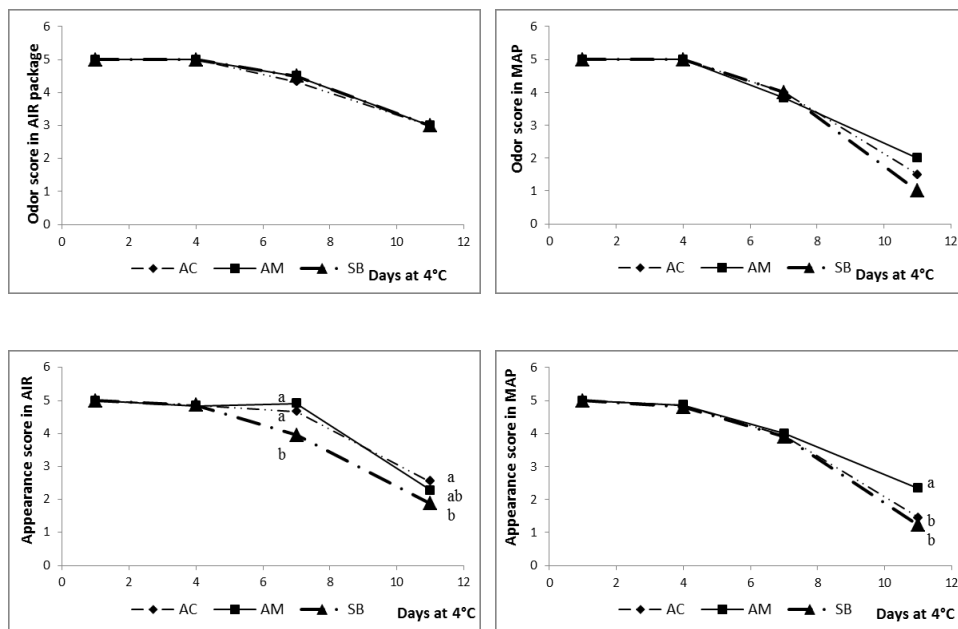 Odor score in AIR package
6
5
4
3
2
1
0
0 2 4 6 8 10 12
AC AM SB Days at 4°C
Odor score in MAP
6
5
4
3
2
1
0
0 2 4 6 8 10 12
AC AM SB Days at 4°C
Appearance score in AIR
6
5
4
3
2
1
0
a
a
b
a
ab
b
0 2 4 6 8 10 12
AC AM SB Days at 4°C
Appearance score in MAP
6
5
4
3
2
1
0
a
b
b
0 2 4 6 8 10 12
AC AM SB Days at 4°C